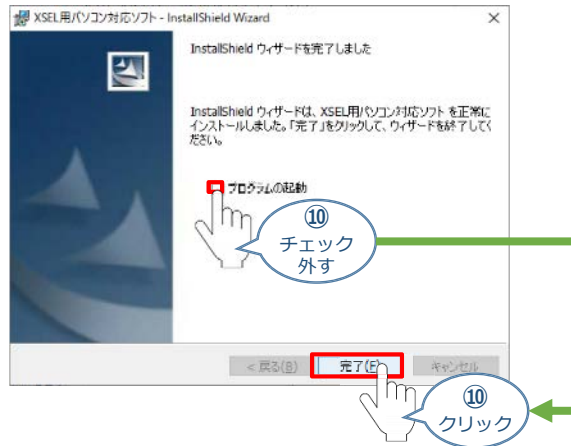 XSEL用パソコン対応ソフト - InstallShield Wizard
InstallShield ウィザードを完了しました
InstallShield ウィザードは、XSEL用パソコン対応ソフト を正常に
インストールしました。「完了」をクリックして、ウィザードを終了してく
ださい。
プログラムの起動
⑩
チェック
外す
< 戻る(B)
完了(F)
キャンセル
⑩
クリック